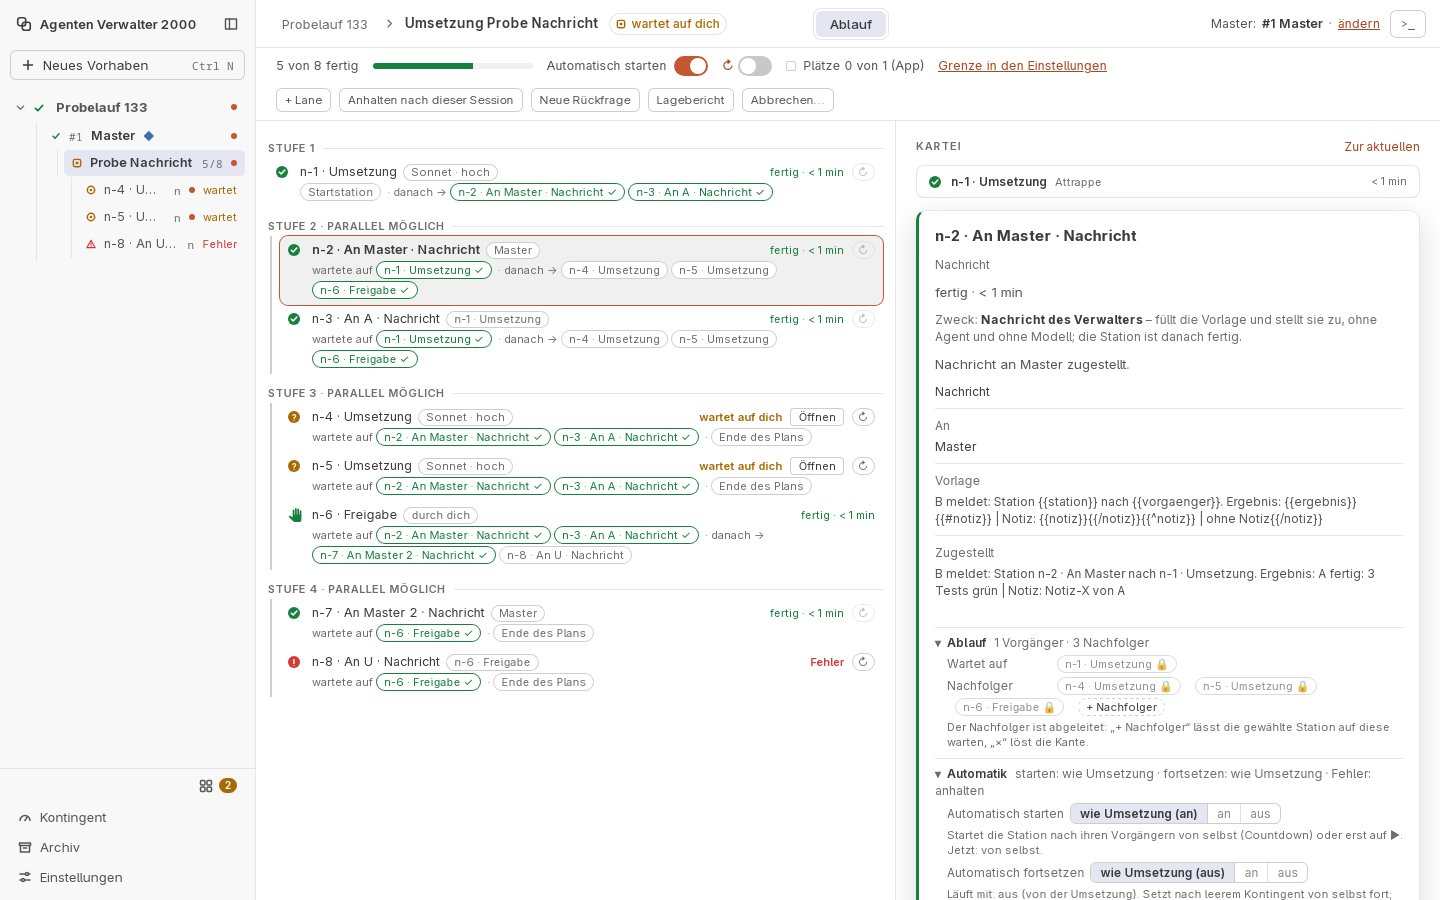 Agenten Verwalter 2000
Neues Vorhaben Ctrl N
Probelauf 133
#1 Master
Probe Nachricht 5/8
n-4 · U… n wartet
n-5 · U… n wartet
n-8 · An U… n Fehler
2
Kontingent
Archiv
Einstellungen
Probelauf 133 > Umsetzung Probe Nachricht wartet auf dich
Ablauf
Master: #1 Master · ändern >_
5 von 8 fertig Automatisch starten Plätze 0 von 1 (App) Grenze in den Einstellungen
+ Lane Anhalten nach dieser Session Neue Rückfrage Lagebericht Abbrechen…
STUFE 1
n-1 · Umsetzung Sonnet · hoch fertig · < 1 min
Startstation · danach → n-2 · An Master · Nachricht ✓ n-3 · An A · Nachricht ✓
STUFE 2 · PARALLEL MÖGLICH
n-2 · An Master · Nachricht Master fertig · < 1 min
wartete auf n-1 · Umsetzung ✓ · danach → n-4 · Umsetzung n-5 · Umsetzung
n-6 · Freigabe ✓
n-3 · An A · Nachricht n-1 · Umsetzung fertig · < 1 min
wartete auf n-1 · Umsetzung ✓ · danach → n-4 · Umsetzung n-5 · Umsetzung
n-6 · Freigabe ✓
STUFE 3 · PARALLEL MÖGLICH
n-4 · Umsetzung Sonnet · hoch wartet auf dich Öffnen
wartete auf n-2 · An Master · Nachricht ✓ n-3 · An A · Nachricht ✓ · Ende des Plans
n-5 · Umsetzung Sonnet · hoch wartet auf dich Öffnen
wartete auf n-2 · An Master · Nachricht ✓ n-3 · An A · Nachricht ✓ · Ende des Plans
n-6 · Freigabe durch dich fertig · < 1 min
wartete auf n-2 · An Master · Nachricht ✓ n-3 · An A · Nachricht ✓ · danach →
n-7 · An Master 2 · Nachricht ✓ n-8 · An U · Nachricht
STUFE 4 · PARALLEL MÖGLICH
n-7 · An Master 2 · Nachricht Master fertig · < 1 min
wartete auf n-6 · Freigabe ✓ · Ende des Plans
n-8 · An U · Nachricht n-6 · Freigabe Fehler
wartete auf n-6 · Freigabe ✓ · Ende des Plans
KARTEI Zur aktuellen
n-1 · Umsetzung Attrappe < 1 min
n-2 · An Master · Nachricht
Nachricht
fertig · < 1 min
Zweck: Nachricht des Verwalters – füllt die Vorlage und stellt sie zu, ohne
Agent und ohne Modell; die Station ist danach fertig.
Nachricht an Master zugestellt.
Nachricht
An
Master
Vorlage
B meldet: Station {{station}} nach {{vorgaenger}}. Ergebnis: {{ergebnis}}
{{#notiz}} | Notiz: {{notiz}}{{/notiz}}{{^notiz}} | ohne Notiz{{/notiz}}
Zugestellt
B meldet: Station n-2 · An Master nach n-1 · Umsetzung. Ergebnis: A fertig: 3
Tests grün | Notiz: Notiz-X von A
▾ Ablauf 1 Vorgänger · 3 Nachfolger
Wartet auf n-1 · Umsetzung 🔒
Nachfolger n-4 · Umsetzung 🔒 n-5 · Umsetzung 🔒
n-6 · Freigabe 🔒 + Nachfolger
Der Nachfolger ist abgeleitet: „+ Nachfolger“ lässt die gewählte Station auf diese
warten, „×“ löst die Kante.
▾ Automatik starten: wie Umsetzung · fortsetzen: wie Umsetzung · Fehler:
anhalten
Automatisch starten wie Umsetzung (an) an aus
Startet die Station nach ihren Vorgängern von selbst (Countdown) oder erst auf ▶.
Jetzt: von selbst.
Automatisch fortsetzen wie Umsetzung (aus) an aus
Läuft mit: aus (von der Umsetzung). Setzt nach leerem Kontingent von selbst fort;